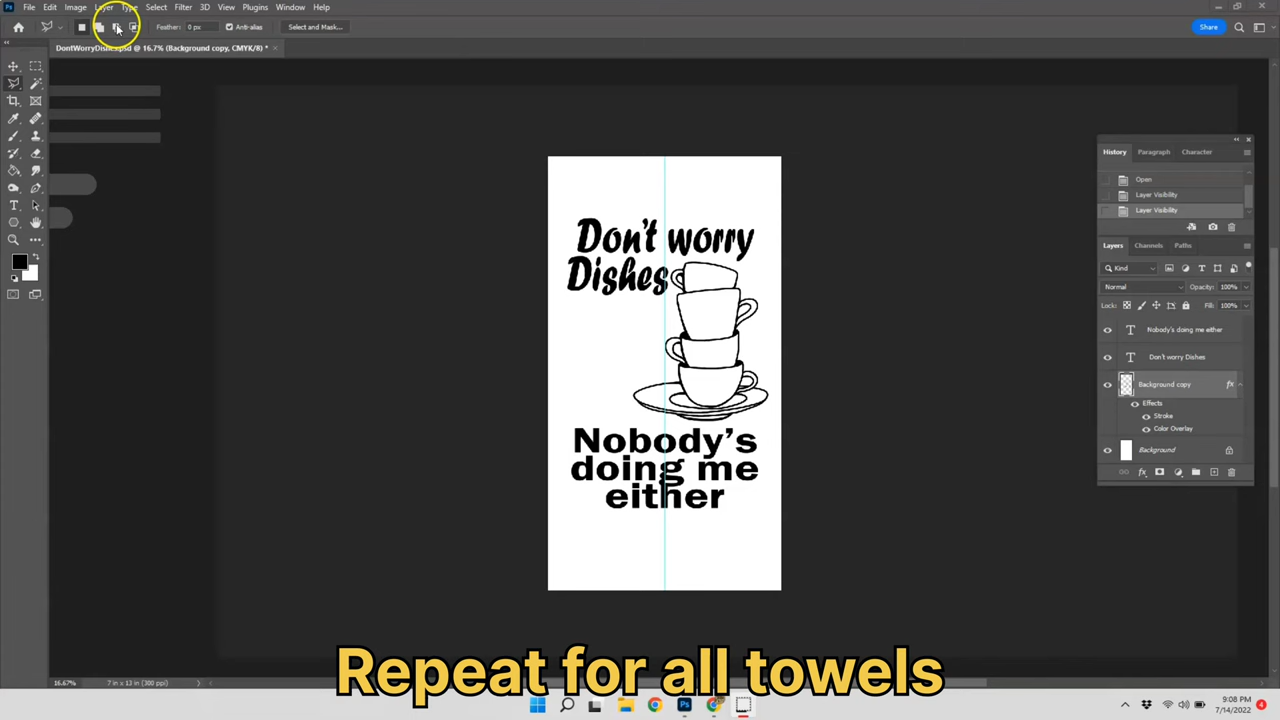 File Edit Image Layer Type Select Filter 3D View Plugins Window Help
Feather: 0 px Anti-alias Select and Mask... Share
DontWorryDishes.psd @ 16.7% (Background copy, CMYK/8) *
Don't worry
Dishes
Nobody's
doing me
either
History Paragraph Character
Open
Layer Visibility
Layer Visibility
Layers Channels Paths
Kind
Normal Opacity: 100%
Lock: Fill: 100%
Nobody's doing me either
Don't worry Dishes
Background copy fx
Effects
Stroke
Color Overlay
Background
Repeat for all towels
16.67% 7 in x 13 in (300 ppi)
9:08 PM
7/14/2022